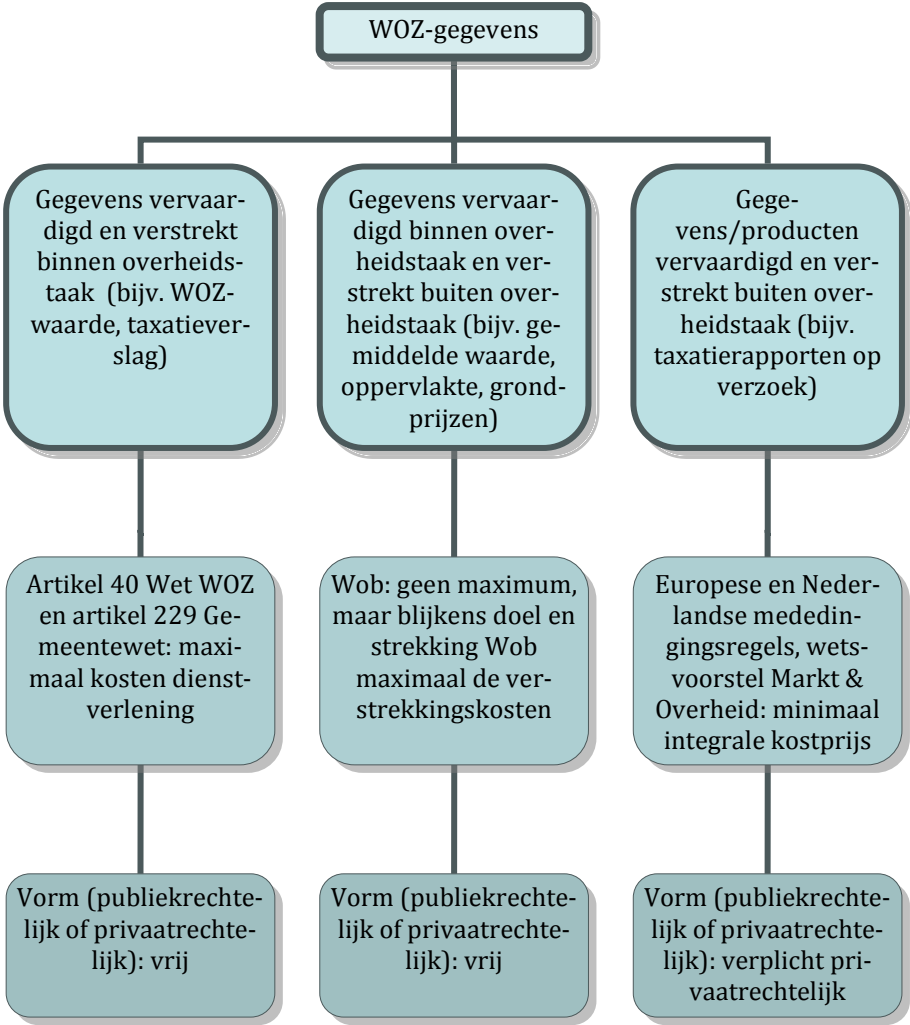 WOZ-gegevens
Gegevens vervaar-
digd en verstrekt
binnen overheids-
taak (bijv. WOZ-
waarde, taxatiever-
slag)
Gegevens vervaar-
digd binnen over-
heidstaak en ver-
strekt buiten over-
heidstaak (bijv. ge-
middelde waarde,
oppervlakte, grond-
prijzen)
Gege-
vens/producten
vervaardigd en ver-
strekt buiten over-
heidstaak (bijv.
taxatierapporten op
verzoek)
Artikel 40 Wet WOZ
en artikel 229 Ge-
meentewet: maxi-
maal kosten dienst-
verlening
Wob: geen maximum,
maar blijkens doel en
strekking Wob
maximaal de ver-
strekkingskosten
Europese en Neder-
landse mededin-
gingsregels, wets-
voorstel Markt &
Overheid: minimaal
integrale kostprijs
Vorm (publiekrechte-
lijk of privaatrechte-
lijk): vrij
Vorm (publiekrechte-
lijk of privaatrechte-
lijk): vrij
Vorm (publiekrechte-
lijk of privaatrechte-
lijk): verplicht pri-
vaatrechtelijk